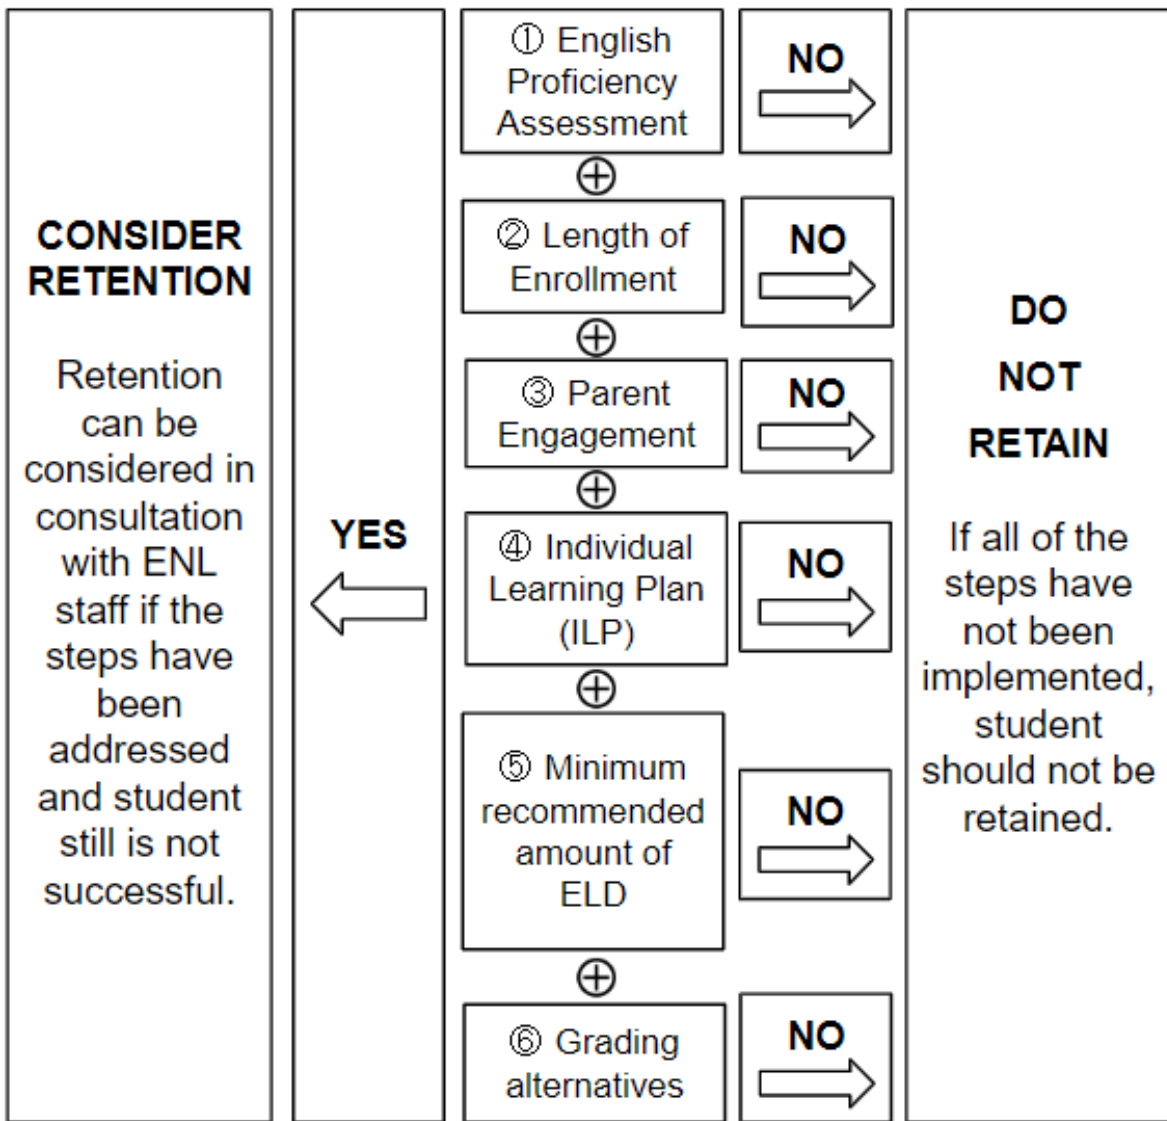 CONSIDER
RETENTION
Retention
can be
considered in
consultation
with ENL
staff if the
steps have
been
addressed
and student
still is not
successful.
YES
① English
Proficiency
Assessment
NO
② Length of
Enrollment
NO
③ Parent
Engagement
NO
④ Individual
Learning Plan
(ILP)
NO
⑤ Minimum
recommended
amount of
ELD
NO
⑥ Grading
alternatives
NO
DO
NOT
RETAIN
If all of the
steps have
not been
implemented,
student
should not be
retained.